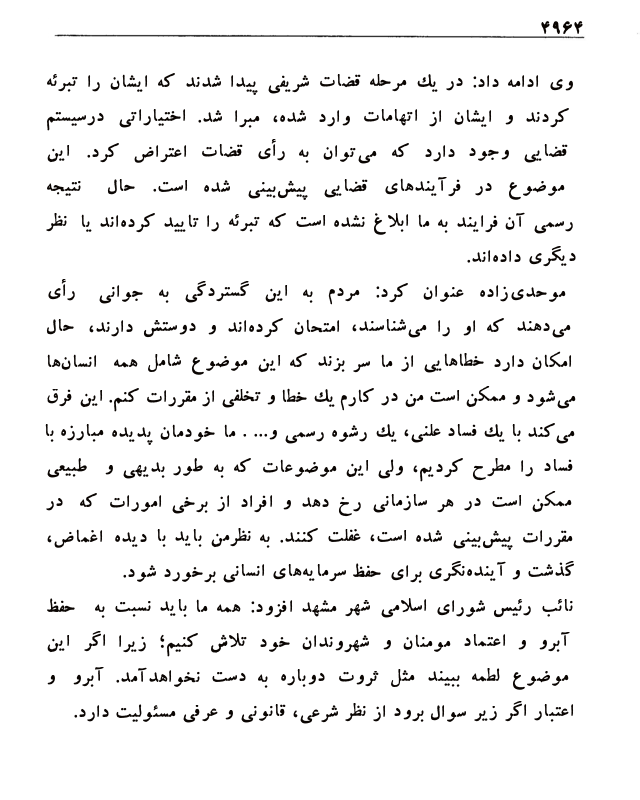 ۴۹۶۴
وی ادامه داد: در یك مرحله قضات شریفی پیدا شدند که ایشان را تبرئه
کردند و ایشان از اتهامات وارد شده، مبرا شد. اختیاراتی درسیستم
قضایی وجود دارد که می‌توان به رأی قضات اعتراض کرد. این
موضوع در فرآیندهای قضایی پیش‌بینی شده است. حال نتیجه
رسمی آن فرایند به ما ابلاغ نشده است که تبرئه را تایید کرده‌اند یا نظر
دیگری داده‌اند.
موحدی‌زاده عنوان کرد: مردم به این گستردگی به جوانی رأی
می‌دهند که او را می‌شناسند، امتحان کرده‌اند و دوستش دارند، حال
امکان دارد خطاهایی از ما سر بزند که این موضوع شامل همه انسان‌ها
می‌شود و ممکن است من در کارم یك خطا و تخلفی از مقررات کنم. این فرق
می‌کند با یك فساد علنی، یك رشوه رسمی و... . ما خودمان پدیده مبارزه با
فساد را مطرح کردیم، ولی این موضوعات که به طور بدیهی و طبیعی
ممکن است در هر سازمانی رخ دهد و افراد از برخی امورات که در
مقررات پیش‌بینی شده است، غفلت کنند. به نظرمن باید با دیده اغماض،
گذشت و آینده‌نگری برای حفظ سرمایه‌های انسانی برخورد شود.
نائب رئیس شورای اسلامی شهر مشهد افزود: همه ما باید نسبت به حفظ
آبرو و اعتماد مومنان و شهروندان خود تلاش کنیم؛ زیرا اگر این
موضوع لطمه ببیند مثل ثروت دوباره به دست نخواهدآمد. آبرو و
اعتبار اگر زیر سوال برود از نظر شرعی، قانونی و عرفی مسئولیت دارد.